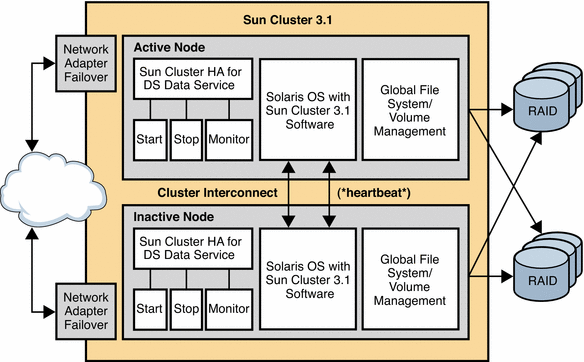 Sun Cluster 3.1
Network
Adapter
Failover
Active Node
Sun Cluster HA for
DS Data Service
Start
Stop
Monitor
Solaris OS with
Sun Cluster 3.1
Software
Global File
System/
Volume
Management
RAID
Cluster Interconnect
(*heartbeat*)
Inactive Node
Sun Cluster HA for
DS Data Service
Start
Stop
Monitor
Solaris OS with
Sun Cluster 3.1
Software
Global File
System/
Volume
Management
RAID
Network
Adapter
Failover